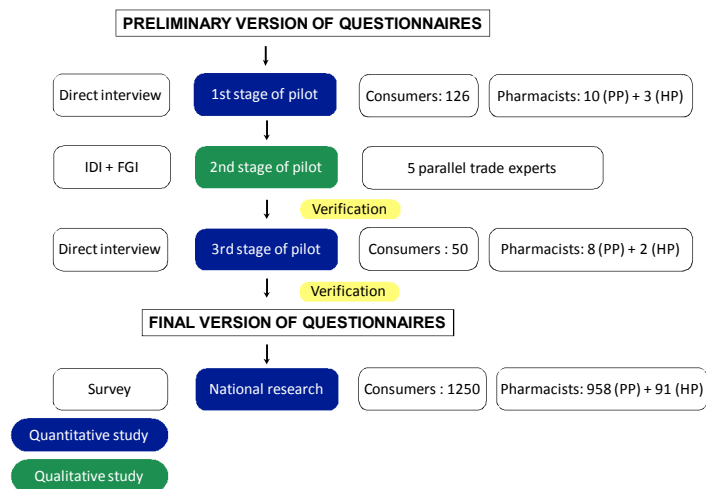 PRELIMINARY VERSION OF QUESTIONNAIRES
Direct interview
1st stage of pilot
Consumers: 126
Pharmacists: 10 (PP) + 3 (HP)
IDI + FGI
2nd stage of pilot
5 parallel trade experts
Verification
Direct interview
3rd stage of pilot
Consumers : 50
Pharmacists: 8 (PP) + 2 (HP)
Verification
FINAL VERSION OF QUESTIONNAIRES
Survey
National research
Consumers : 1250
Pharmacists: 958 (PP) + 91 (HP)
Quantitative study
Qualitative study